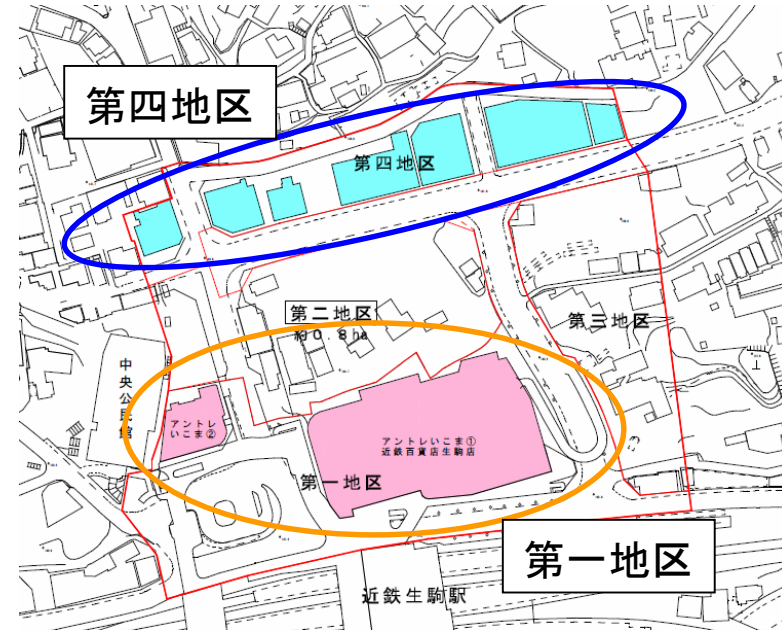 第四地区
第四地区
第二地区
約0.8ha
第三地区
中央公民館
アントレ
いこま②
アントレいこま①
近鉄百貨店生駒店
第一地区
第一地区
近鉄生駒駅